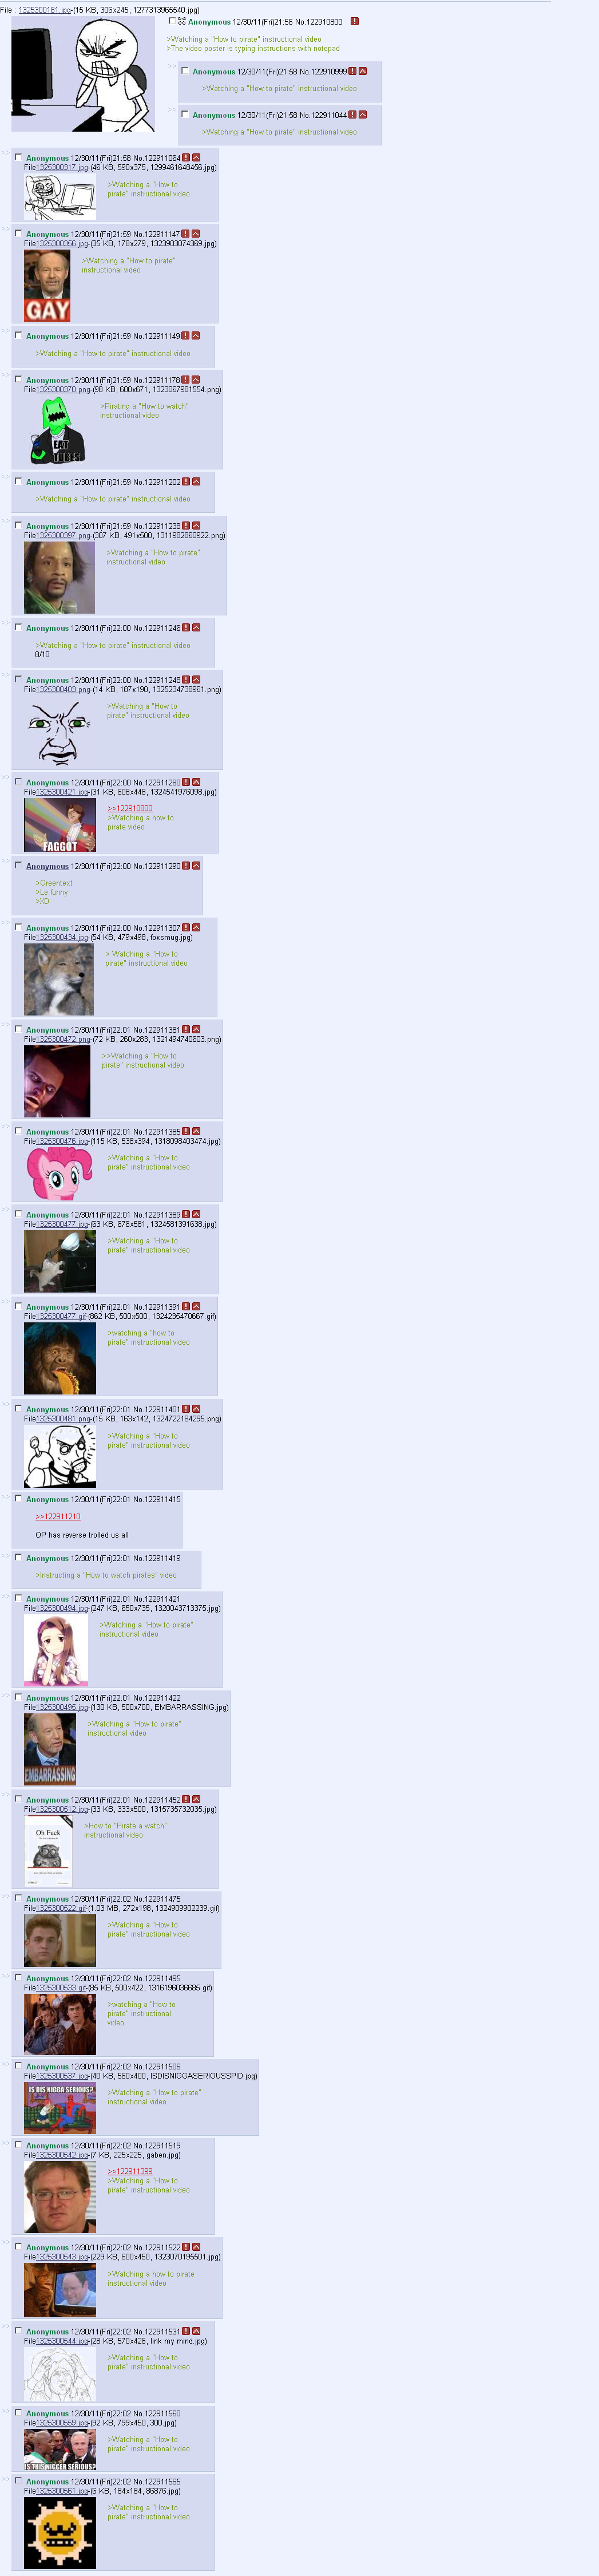 File : 1325300181.jpg-(15 KB, 306x245, 1277313965540.jpg)
Anonymous 12/30/11(Fri)21:56 No.122910800
>Watching a "How to pirate" instructional video
>The video poster is typing instructions with notepad
>> Anonymous 12/30/11(Fri)21:58 No.122910999
>Watching a "How to pirate" instructional video
>> Anonymous 12/30/11(Fri)21:58 No.122911044
>Watching a "How to pirate" instructional video
>> Anonymous 12/30/11(Fri)21:58 No.122911064
File1325300317.jpg-(46 KB, 590x375, 1299461648456.jpg)
>Watching a "How to
pirate" instructional video
>> Anonymous 12/30/11(Fri)21:59 No.122911147
File1325300356.jpg-(35 KB, 178x279, 1323903074369.jpg)
>Watching a "How to pirate"
instructional video
GAY
>> Anonymous 12/30/11(Fri)21:59 No.122911149
>Watching a "How to pirate" instructional video
>> Anonymous 12/30/11(Fri)21:59 No.122911178
File1325300370.png-(98 KB, 600x671, 1323067981554.png)
>Pirating a "How to watch"
instructional video
EAT
TUBES
>> Anonymous 12/30/11(Fri)21:59 No.122911202
>Watching a "How to pirate" instructional video
>> Anonymous 12/30/11(Fri)21:59 No.122911238
File1325300397.png-(307 KB, 491x500, 1311982860922.png)
>Watching a "How to pirate"
instructional video
>> Anonymous 12/30/11(Fri)22:00 No.122911246
>Watching a "How to pirate" instructional video
8/10
>> Anonymous 12/30/11(Fri)22:00 No.122911248
File1325300403.png-(14 KB, 187x190, 1325234738961.png)
>Watching a "How to
pirate" instructional video
>> Anonymous 12/30/11(Fri)22:00 No.122911280
File1325300421.jpg-(31 KB, 608x448, 1324541976098.jpg)
>>122910800
>Watching a how to
pirate video
FAGGOT
>> Anonymous 12/30/11(Fri)22:00 No.122911290
>Greentext
>Le funny
>XD
>> Anonymous 12/30/11(Fri)22:00 No.122911307
File1325300434.jpg-(54 KB, 479x498, foxsmug.jpg)
> Watching a "How to
pirate" instructional video
>> Anonymous 12/30/11(Fri)22:01 No.122911381
File1325300472.png-(72 KB, 260x283, 1321494740603.png)
>>Watching a "How to
pirate" instructional video
>> Anonymous 12/30/11(Fri)22:01 No.122911385
File1325300476.jpg-(115 KB, 538x394, 1318098403474.jpg)
>Watching a "How to
pirate" instructional video
>> Anonymous 12/30/11(Fri)22:01 No.122911389
File1325300477.jpg-(63 KB, 676x581, 1324581391638.jpg)
>Watching a "How to
pirate" instructional video
>> Anonymous 12/30/11(Fri)22:01 No.122911391
File1325300477.gif-(862 KB, 500x500, 1324235470667.gif)
>watching a "how to
pirate" instructional video
>> Anonymous 12/30/11(Fri)22:01 No.122911401
File1325300481.png-(15 KB, 163x142, 1324722184295.png)
>Watching a "How to
pirate" instructional video
>> Anonymous 12/30/11(Fri)22:01 No.122911415
>>122911210
OP has reverse trolled us all
>> Anonymous 12/30/11(Fri)22:01 No.122911419
>Instructing a "How to watch pirates" video
>> Anonymous 12/30/11(Fri)22:01 No.122911421
File1325300494.jpg-(247 KB, 650x735, 1320043713375.jpg)
>Watching a "How to pirate"
instructional video
>> Anonymous 12/30/11(Fri)22:01 No.122911422
File1325300495.jpg-(130 KB, 500x700, EMBARRASSING.jpg)
>Watching a "How to pirate"
instructional video
EMBARRASSING
>> Anonymous 12/30/11(Fri)22:01 No.122911452
File1325300512.jpg-(33 KB, 333x500, 1315735732035.jpg)
>How to "Pirate a watch"
instructional video
Oh Fuck
>> Anonymous 12/30/11(Fri)22:02 No.122911475
File1325300522.gif-(1.03 MB, 272x198, 1324909902239.gif)
>Watching a "How to
pirate" instructional video
>> Anonymous 12/30/11(Fri)22:02 No.122911495
File1325300533.gif-(85 KB, 500x422, 1316196036685.gif)
>watching a "How to
pirate" instructional
video
>> Anonymous 12/30/11(Fri)22:02 No.122911506
File1325300537.jpg-(40 KB, 560x400, ISDISNIGGASERIOUSSPID.jpg)
IS DIS NIGGA SERIOUS?
>Watching a "How to pirate"
instructional video
>> Anonymous 12/30/11(Fri)22:02 No.122911519
File1325300542.jpg-(7 KB, 225x225, gaben.jpg)
>>122911399
>Watching a "How to
pirate" instructional video
>> Anonymous 12/30/11(Fri)22:02 No.122911522
File1325300543.jpg-(229 KB, 600x450, 1323070195501.jpg)
>Watching a how to pirate
instructional video
>> Anonymous 12/30/11(Fri)22:02 No.122911531
File1325300544.jpg-(28 KB, 570x426, link my mind.jpg)
>Watching a "How to
pirate" instructional video
>> Anonymous 12/30/11(Fri)22:02 No.122911560
File1325300559.jpg-(92 KB, 799x450, 300.jpg)
>Watching a "How to
pirate" instructional video
IS THIS NIGGER SERIOUS?
>> Anonymous 12/30/11(Fri)22:02 No.122911565
File1325300561.jpg-(6 KB, 184x184, 86876.jpg)
>Watching a "How to
pirate" instructional video